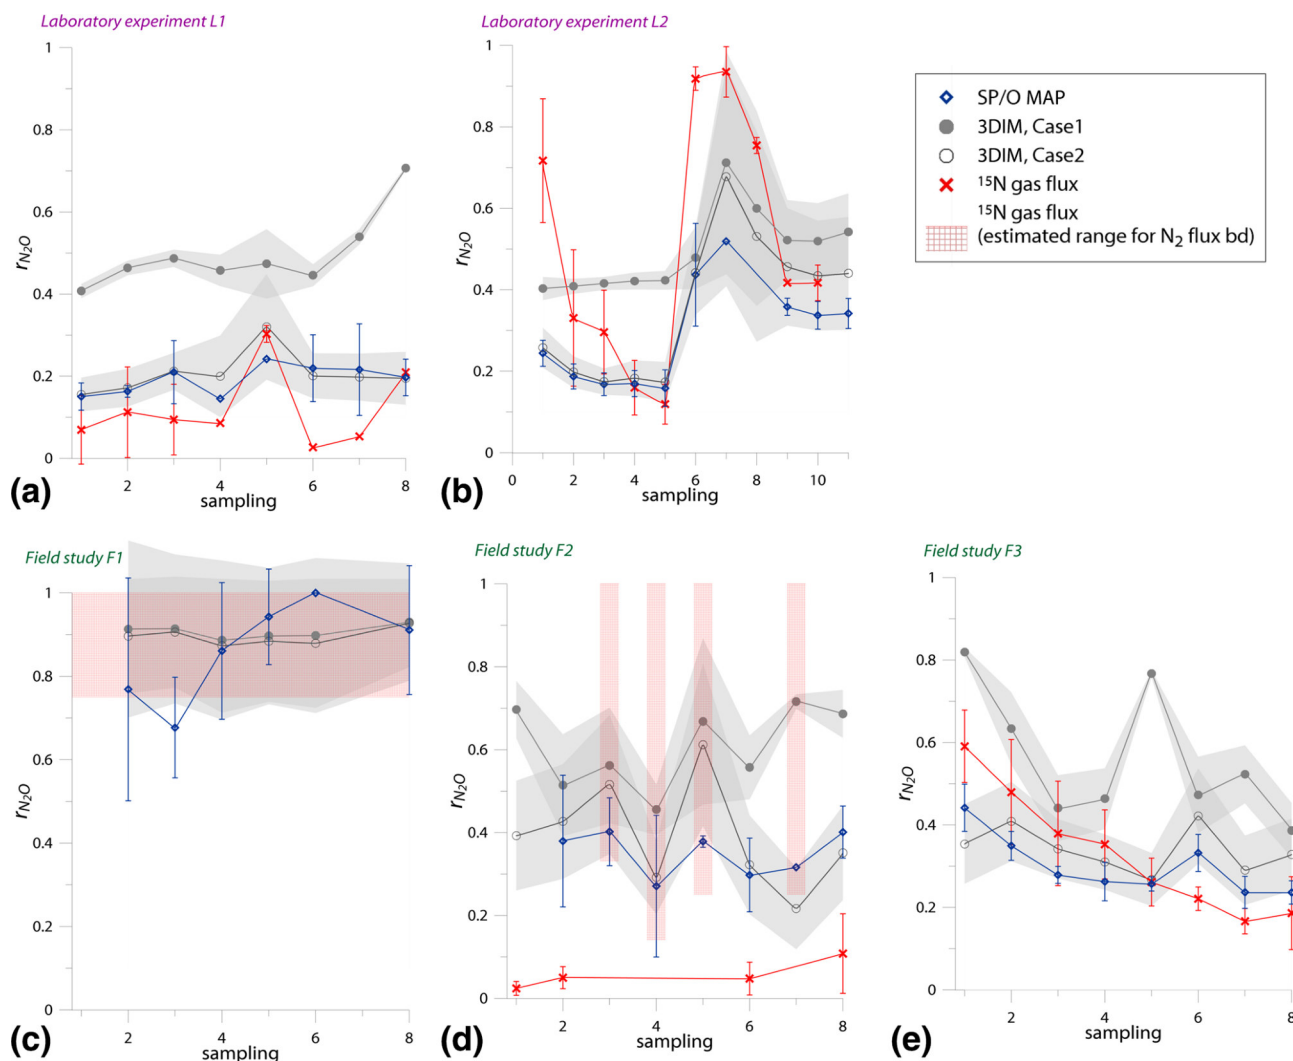 Laboratory experiment L1
1
0.8
0.6
0.4
0.2
0
rN₂O
2 4 6 8
sampling
(a)
Laboratory experiment L2
1
0.8
0.6
0.4
0.2
0
rN₂O
0 2 4 6 8 10
sampling
(b)
SP/O MAP
3DIM, Case1
3DIM, Case2
¹⁵N gas flux
¹⁵N gas flux
(estimated range for N₂ flux bd)
Field study F1
1
0.8
0.6
0.4
0.2
0
rN₂O
2 4 6 8
sampling
(c)
Field study F2
1
0.8
0.6
0.4
0.2
0
rN₂O
2 4 6 8
sampling
(d)
Field study F3
1
0.8
0.6
0.4
0.2
0
rN₂O
2 4 6 8
sampling
(e)